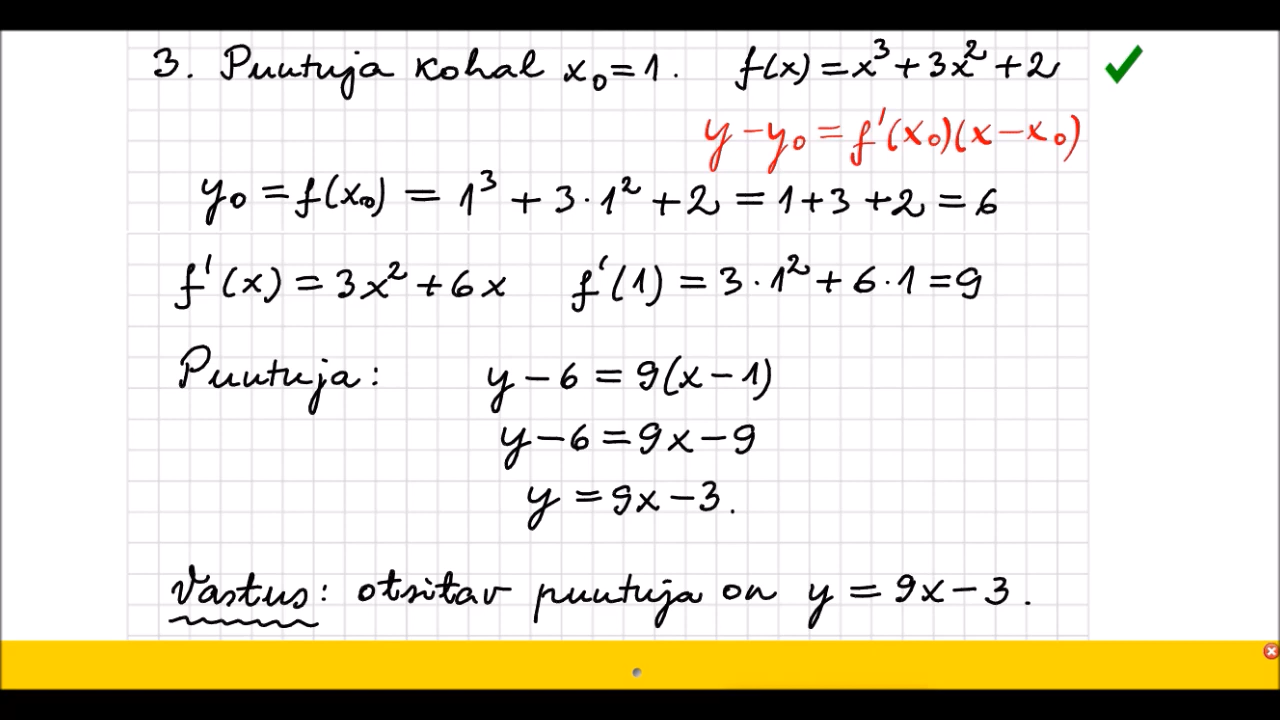 3. Puutuja kohal x₀ = 1. f(x) = x³ + 3x² + 2
y − y₀ = f'(x₀)(x − x₀)
y₀ = f(x₀) = 1³ + 3 · 1² + 2 = 1 + 3 + 2 = 6
f'(x) = 3x² + 6x f'(1) = 3 · 1² + 6 · 1 = 9
Puutuja: y − 6 = 9(x − 1)
y − 6 = 9x − 9
y = 9x − 3.
Vastus: otsitav puutuja on y = 9x − 3.